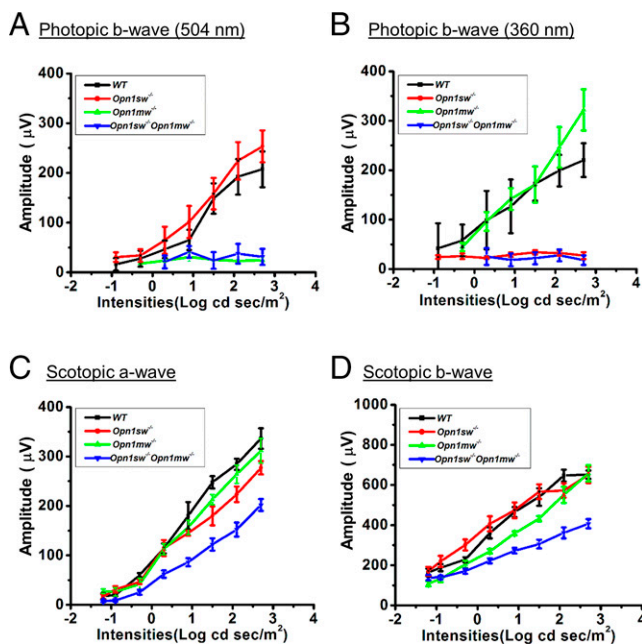 A Photopic b-wave (504 nm)
400
300
200
100
0
Amplitude ( μV)
WT
Opn1sw-/-
Opn1mw-/-
Opn1sw-/-Opn1mw-/-
-2 -1 0 1 2 3 4
Intensities(Log cd sec/m2)
B Photopic b-wave (360 nm)
400
300
200
100
0
Amplitude ( μV)
WT
Opn1sw-/-
Opn1mw-/-
Opn1sw-/-Opn1mw-/-
-2 -1 0 1 2 3 4
Intensities(Log cd sec/m2)
C Scotopic a-wave
400
300
200
100
0
Amplitude ( μV)
WT
Opn1sw-/-
Opn1mw-/-
Opn1sw-/-Opn1mw-/-
-2 -1 0 1 2 3 4
Intensities(Log cd sec/m2)
D Scotopic b-wave
1000
800
600
400
200
0
Amplitude ( μV)
WT
Opn1sw-/-
Opn1mw-/-
Opn1sw-/-Opn1mw-/-
-2 -1 0 1 2 3 4
Intensities(Log cd sec/m2)